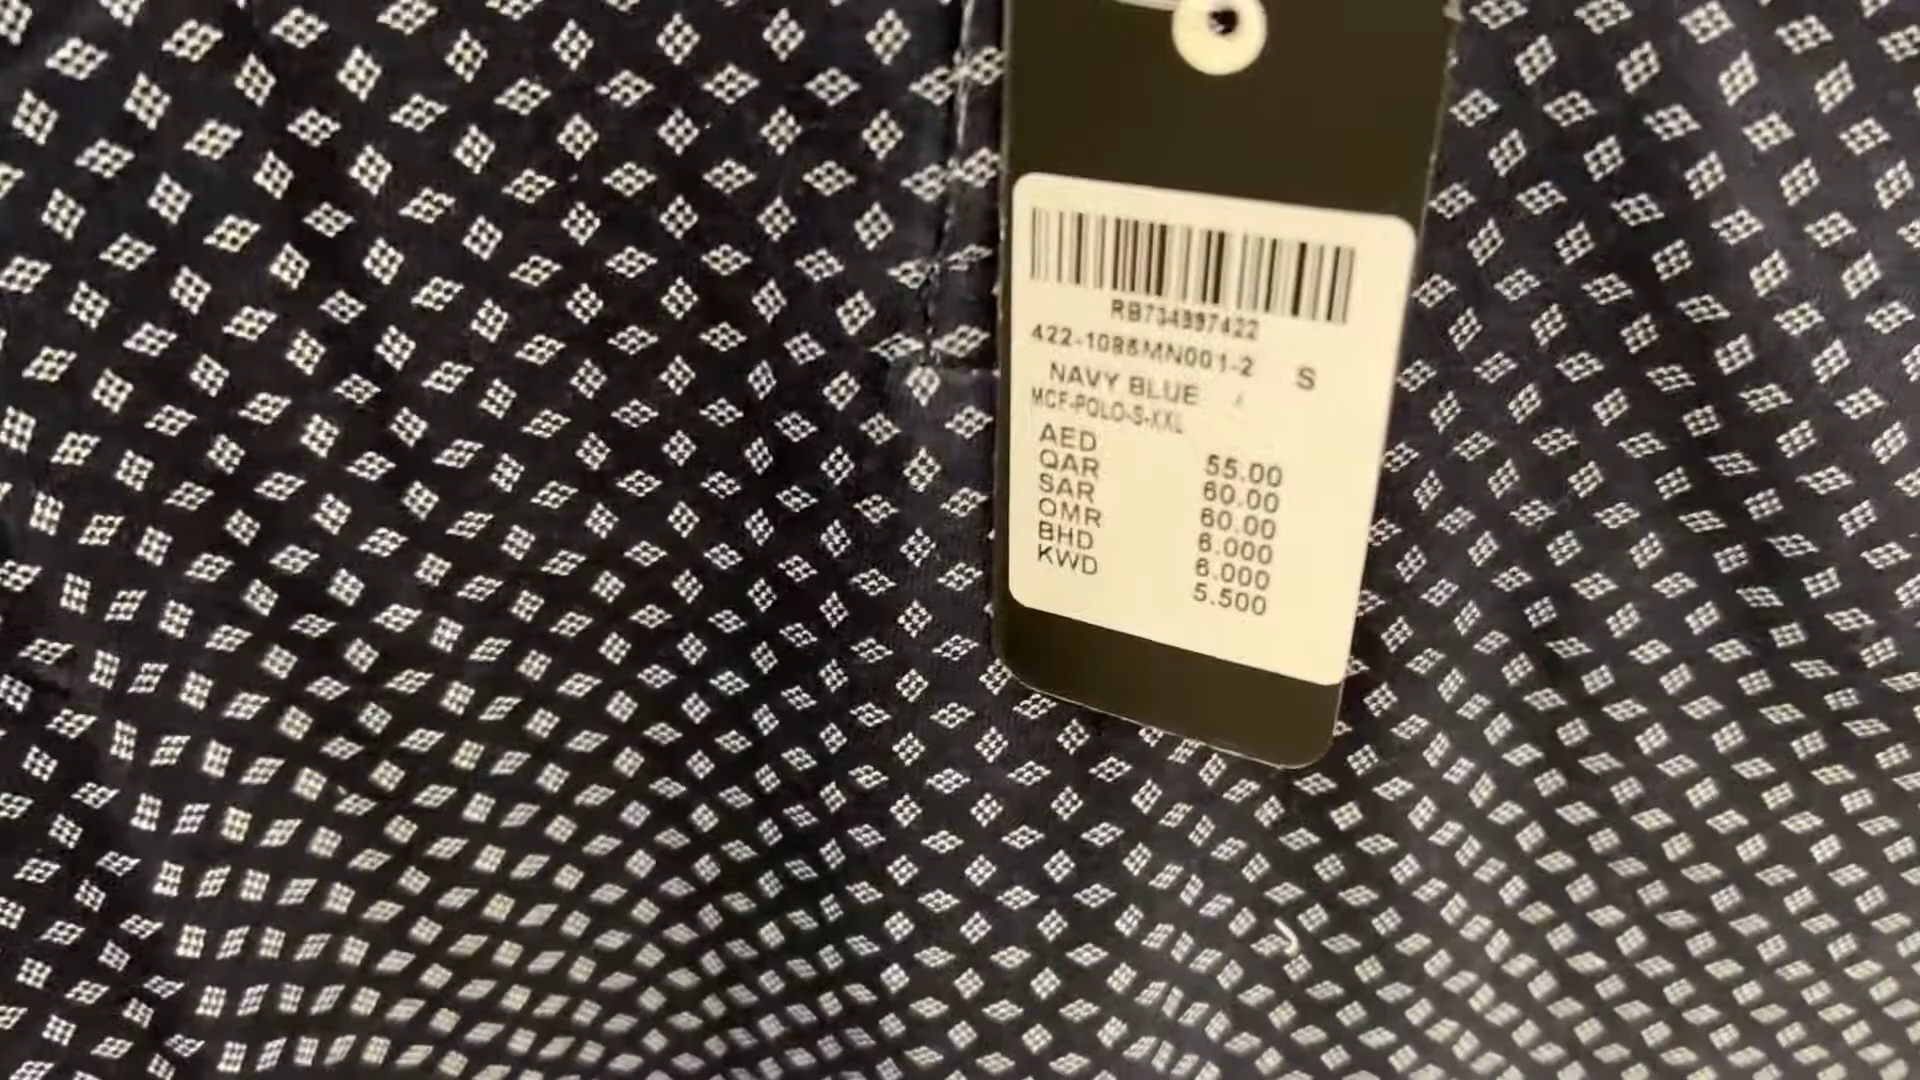 RB734997422
422-1086MN001-2 S
NAVY BLUE
MCF-POLO-S-XXL
AED 55.00
QAR 60.00
SAR 60.00
OMR 6.000
BHD 6.000
KWD 5.500